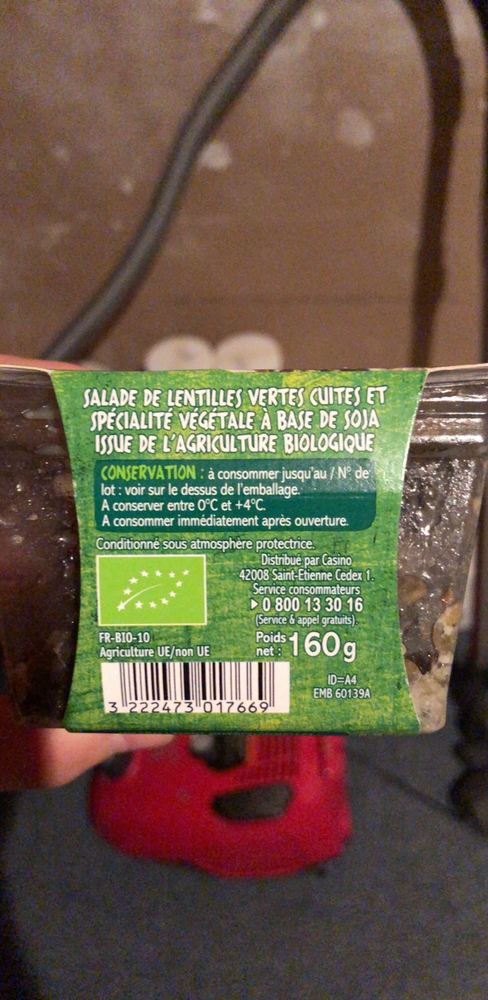 SALADE DE LENTILLES VERTES CUITES ET
SPÉCIALITÉ VÉGÉTALE À BASE DE SOJA
ISSUE DE L'AGRICULTURE BIOLOGIQUE
CONSERVATION : à consommer jusqu'au / N° de
lot : voir sur le dessus de l'emballage.
A conserver entre 0°C et +4°C.
A consommer immédiatement après ouverture.
Conditionné sous atmosphère protectrice.
Distribué par Casino
42008 Saint-Etienne Cedex 1.
Service consommateurs
▸0 800 13 30 16
(Service & appel gratuits).
FR-BIO-10
Agriculture UE/non UE
Poids net : 160g
ID=A4
EMB 60139A
3 222473 017669